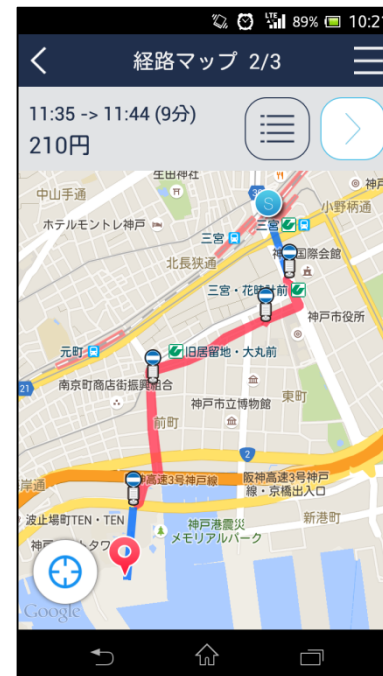 LTE 89% 10:27
経路マップ 2/3
11:35 -> 11:44 (9分)
210円
生田神社
中山手通
30
S
神戸
小野柄通
ホテルモントレ神戸
三宮
三宮
国際会館
北長狭通
三宮・花時計前
神戸市役所
元町
旧居留地・大丸前
21
南京町商店街振興組合
東町
神戸市立博物館
前町
2
神高速3号神戸線
阪神高速3号神戸
線・京橋出入口
岸通
波止場町TEN・TEN
神戸港震災
メモリアルパーク
新港町
Google